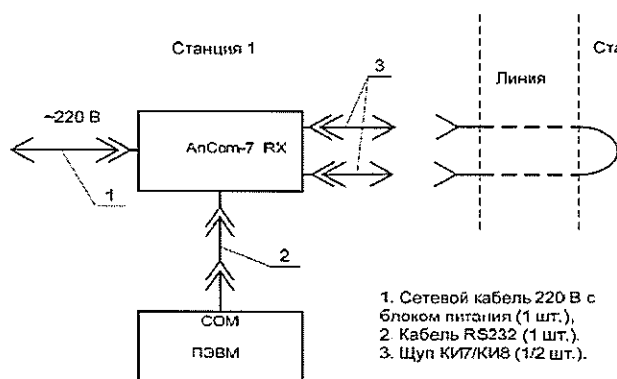 Станция 1
Ста
Линия
3
~220 В
AnCom-7 RX
1
2
COM
ПЭВМ
1. Сетевой кабель 220 В с
блоком питания (1 шт.),
2. Кабель RS232 (1 шт.).
3. Щуп КИ7/КИ8 (1/2 шт.).